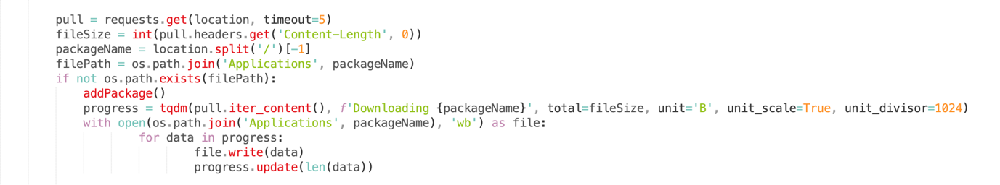 pull = requests.get(location, timeout=5)
fileSize = int(pull.headers.get('Content-Length', 0))
packageName = location.split('/')[-1]
filePath = os.path.join('Applications', packageName)
if not os.path.exists(filePath):
    addPackage()
    progress = tqdm(pull.iter_content(), f'Downloading {packageName}', total=fileSize, unit='B', unit_scale=True, unit_divisor=1024)
    with open(os.path.join('Applications', packageName), 'wb') as file:
            for data in progress:
                    file.write(data)
                    progress.update(len(data))